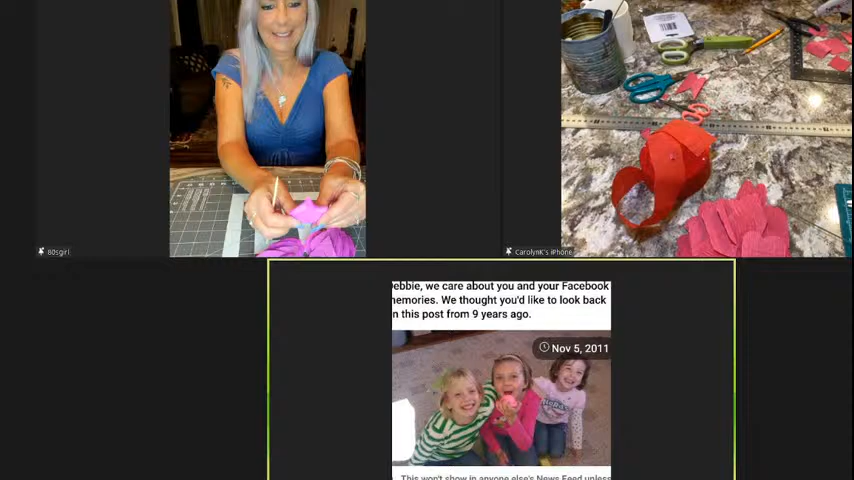 80sgirl
CarolynK's iPhone
ebbie, we care about you and your Facebook
emories. We thought you'd like to look back
n this post from 9 years ago.
Nov 5, 2011
This won't show in anyone else's News Feed unless